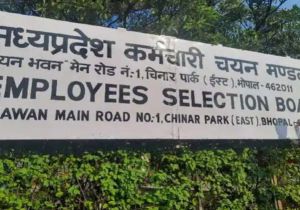 मध्यप्रदेश कर्मचारी चयन मण्ड
यन भवन मेन रोड नं.1, चिनार पार्क (ईस्ट), भोपाल-462011
EMPLOYEES SELECTION BOA
AWAN MAIN ROAD NO.:1, CHINAR PARK (EAST), BHOPAL-